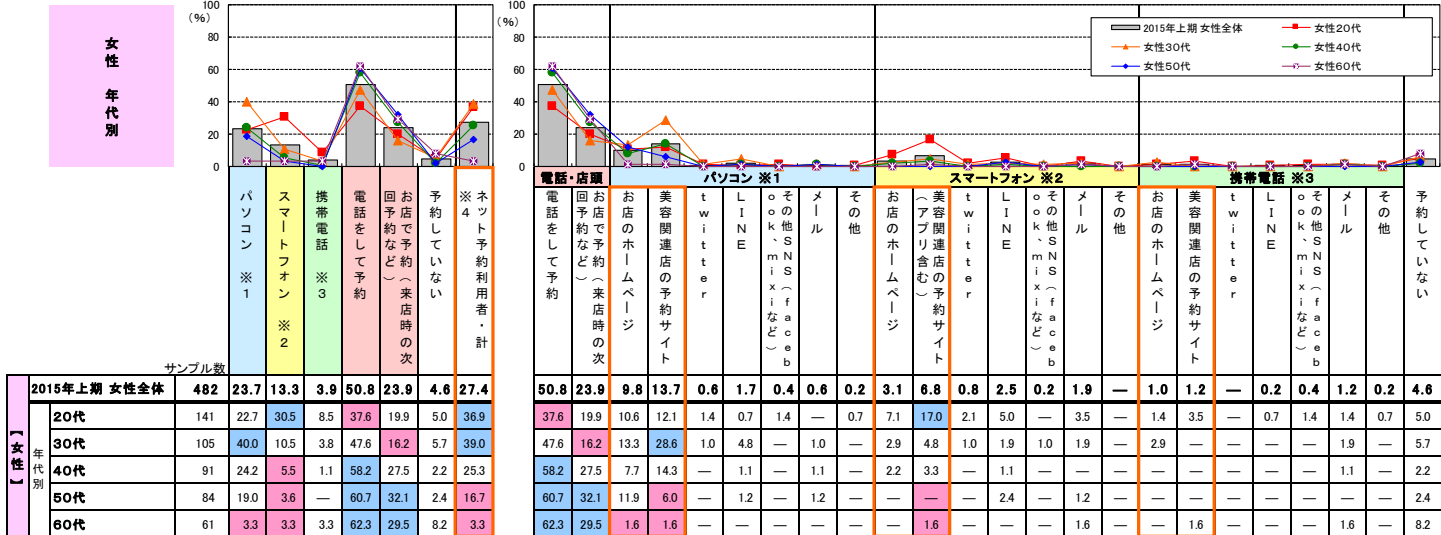 女性 年代別
(%)
100
80
60
40
20
0
(%)
100
80
60
40
20
0
2015年上期 女性全体
女性20代
女性30代
女性40代
女性50代
女性60代
電話・店頭
パソコン ※1
スマートフォン ※2
携帯電話 ※3
パソコン ※1
スマートフォン ※2
携帯電話 ※3
電話をして予約
お店で予約(来店時の次
回予約など)
予約していない
ネット予約利用者・計
※4
電話をして予約
お店で予約(来店時の次
回予約など)
お店のホームページ
美容関連店の予約サイト
twitter
LINE
その他SNS(faceb
ook、mixiなど)
メール
その他
お店のホームページ
美容関連店の予約サイト
(アプリ含む)
twitter
LINE
その他SNS(faceb
ook、mixiなど)
メール
その他
お店のホームページ
美容関連店の予約サイト
twitter
LINE
その他SNS(faceb
ook、mixiなど)
メール
その他
予約していない
サンプル数
【女性】
年代別
2015年上期 女性全体 482 23.7 13.3 3.9 50.8 23.9 4.6 27.4 50.8 23.9 9.8 13.7 0.6 1.7 0.4 0.6 0.2 3.1 6.8 0.8 2.5 0.2 1.9 — 1.0 1.2 — 0.2 0.4 1.2 0.2 4.6
20代 141 22.7 30.5 8.5 37.6 19.9 5.0 36.9 37.6 19.9 10.6 12.1 1.4 0.7 1.4 — 0.7 7.1 17.0 2.1 5.0 — 3.5 — 1.4 3.5 — 0.7 1.4 1.4 0.7 5.0
30代 105 40.0 10.5 3.8 47.6 16.2 5.7 39.0 47.6 16.2 13.3 28.6 1.0 4.8 — 1.0 — 2.9 4.8 1.0 1.9 1.0 1.9 — 2.9 — — — — 1.9 — 5.7
40代 91 24.2 5.5 1.1 58.2 27.5 2.2 25.3 58.2 27.5 7.7 14.3 — 1.1 — 1.1 — 2.2 3.3 — 1.1 — — — — — — — — 1.1 — 2.2
50代 84 19.0 3.6 — 60.7 32.1 2.4 16.7 60.7 32.1 11.9 6.0 — 1.2 — 1.2 — — — — 2.4 — 1.2 — — — — — — — — 2.4
60代 61 3.3 3.3 3.3 62.3 29.5 8.2 3.3 62.3 29.5 1.6 1.6 — — — — — — 1.6 — — — 1.6 — — 1.6 — — — 1.6 — 8.2